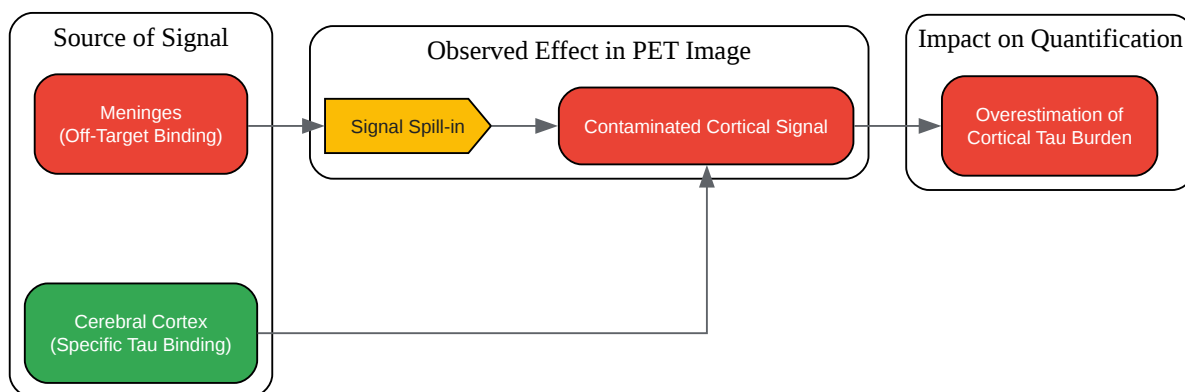 Source of Signal
Meninges
(Off-Target Binding)
Cerebral Cortex
(Specific Tau Binding)
Observed Effect in PET Image
Signal Spill-in
Contaminated Cortical Signal
Impact on Quantification
Overestimation of
Cortical Tau Burden